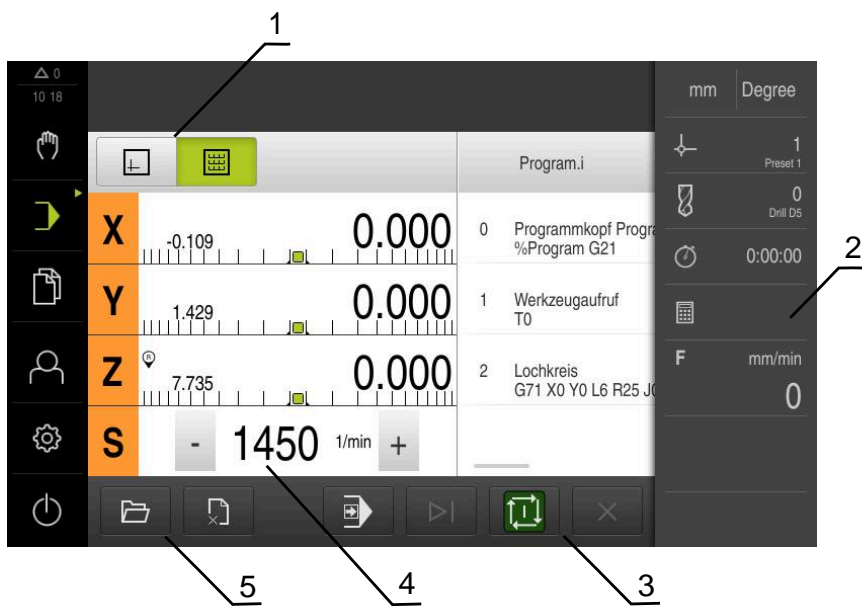 1
0
10 18
mm Degree
1
Preset 1
Program.i
X -0.109 0.000
0 Programmkopf Progra
%Program G21
0
Drill D5
0:00:00
2
Y 1.429 0.000
1 Werkzeugaufruf
T0
Z R 7.735 0.000
2 Lochkreis
G71 X0 Y0 L6 R25 J0
F mm/min
0
S - 1450 1/min +
5
4
3